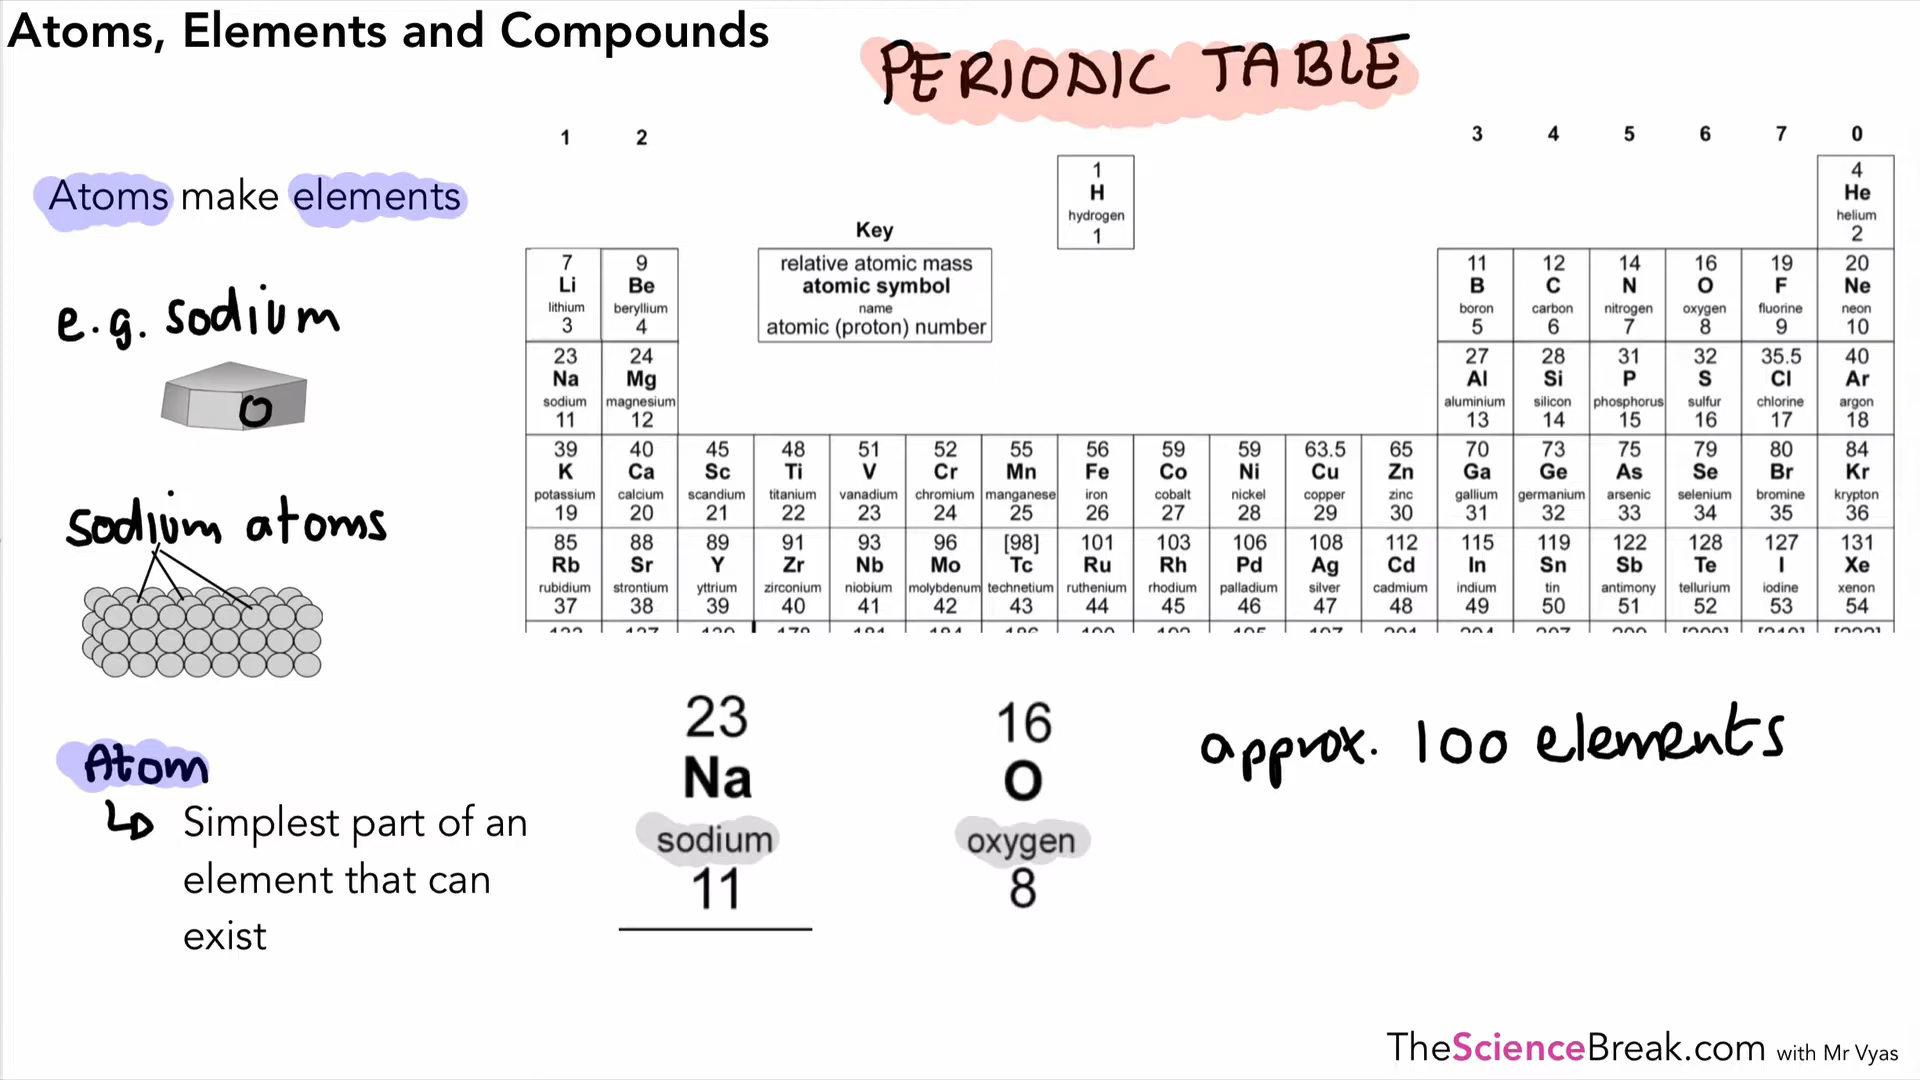 Atoms, Elements and Compounds
PERIODIC TABLE
Atoms make elements
e.g. sodium
sodium atoms
Atom
Simplest part of an
element that can
exist
1 2 3 4 5 6 7 0
1 4
H He
hydrogen helium
1 2
Key
relative atomic mass
atomic symbol
name
atomic (proton) number
7 9 11 12 14 16 19 20
Li Be B C N O F Ne
lithium beryllium boron carbon nitrogen oxygen fluorine neon
3 4 5 6 7 8 9 10
23 24 27 28 31 32 35.5 40
Na Mg Al Si P S Cl Ar
sodium magnesium aluminium silicon phosphorus sulfur chlorine argon
11 12 13 14 15 16 17 18
39 40 45 48 51 52 55 56 59 59 63.5 65 70 73 75 79 80 84
K Ca Sc Ti V Cr Mn Fe Co Ni Cu Zn Ga Ge As Se Br Kr
potassium calcium scandium titanium vanadium chromium manganese iron cobalt nickel copper zinc gallium germanium arsenic selenium bromine krypton
19 20 21 22 23 24 25 26 27 28 29 30 31 32 33 34 35 36
85 88 89 91 93 96 [98] 101 103 106 108 112 115 119 122 128 127 131
Rb Sr Y Zr Nb Mo Tc Ru Rh Pd Ag Cd In Sn Sb Te I Xe
rubidium strontium yttrium zirconium niobium molybdenum technetium ruthenium rhodium palladium silver cadmium indium tin antimony tellurium iodine xenon
37 38 39 40 41 42 43 44 45 46 47 48 49 50 51 52 53 54
23
Na
sodium
11
16
O
oxygen
8
approx. 100 elements
TheScienceBreak.com with Mr Vyas